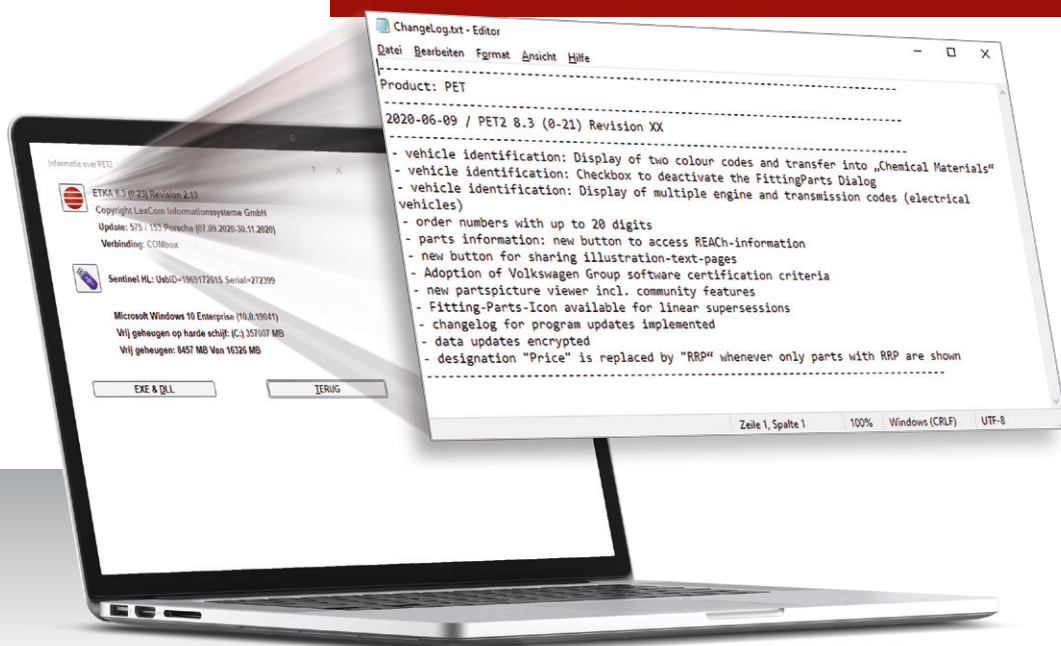 ChangeLog.txt - Editor
Datei Bearbeiten Format Ansicht Hilfe
-----------------------------------------------------------------------
Product: PET
-----------------------------------------------------------------------
2020-06-09 / PET2 8.3 (0-21) Revision XX
-----------------------------------------------------------------------
- vehicle identification: Display of two colour codes and transfer into „Chemical Materials“
- vehicle identification: Checkbox to deactivate the FittingParts Dialog
- vehicle identification: Display of multiple engine and transmission codes (electrical
vehicles)
- order numbers with up to 20 digits
- parts information: new button to access REACh-information
- new button for sharing illustration-text-pages
- Adoption of Volkswagen Group software certification criteria
- new partspicture viewer incl. community features
- Fitting-Parts-Icon available for linear supersessions
- changelog for program updates implemented
- data updates encrypted
- designation "Price" is replaced by "RRP“ whenever only parts with RRP are shown
-----------------------------------------------------------------------
Zeile 1, Spalte 1 100% Windows (CRLF) UTF-8
Informatie over PET2 ? X
ETKA 8.3 (0.23) Revision 2.13
Copyright LexCom Informationssysteme GmbH
Update: 575 / 153 Porsche (07.09.2020-30.11.2020)
Verbinding: COMbox
Sentinel HL: UsbID=1969172615 Serial=272399
Microsoft Windows 10 Enterprise (10.0.19041)
Vrij geheugen op harde schijf: (C:) 357007 MB
Vrij geheugen: 8457 MB Van 16326 MB
EXE & DLL
TERUG